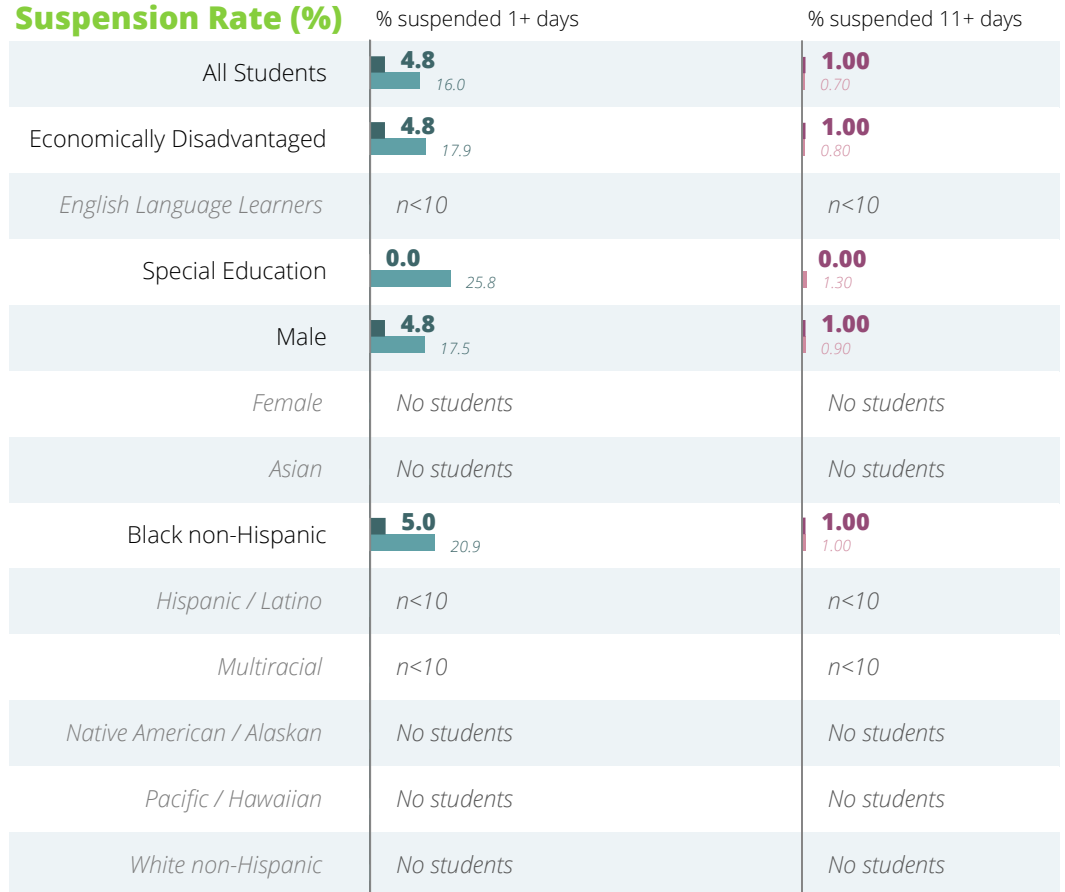 Suspension Rate (%) % suspended 1+ days % suspended 11+ days
All Students 4.8 16.0 1.00 0.70
Economically Disadvantaged 4.8 17.9 1.00 0.80
English Language Learners n<10 n<10
Special Education 0.0 25.8 0.00 1.30
Male 4.8 17.5 1.00 0.90
Female No students No students
Asian No students No students
Black non-Hispanic 5.0 20.9 1.00 1.00
Hispanic / Latino n<10 n<10
Multiracial n<10 n<10
Native American / Alaskan No students No students
Pacific / Hawaiian No students No students
White non-Hispanic No students No students